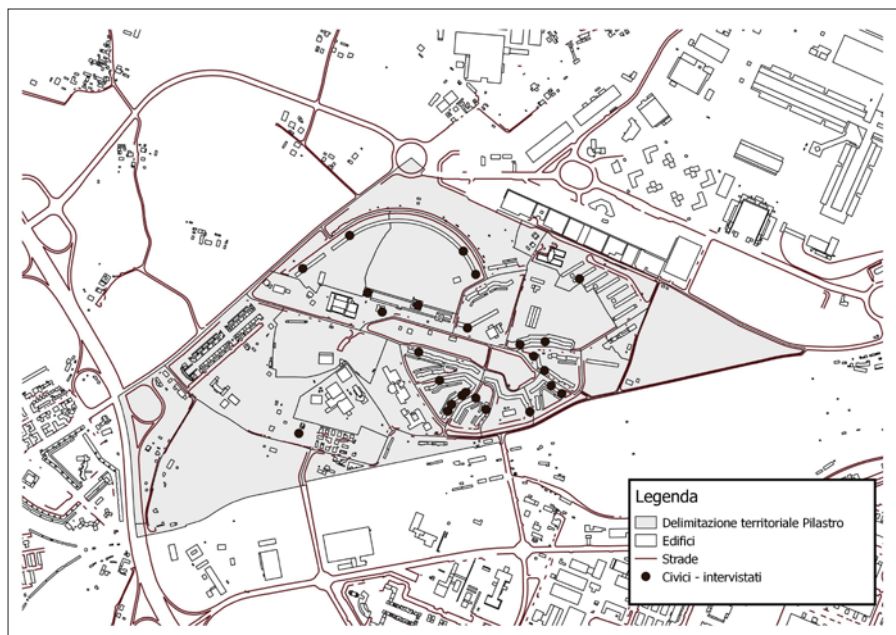 Legenda
Delimitazione territoriale Pilastro
Edifici
Strade
Civici - intervistati